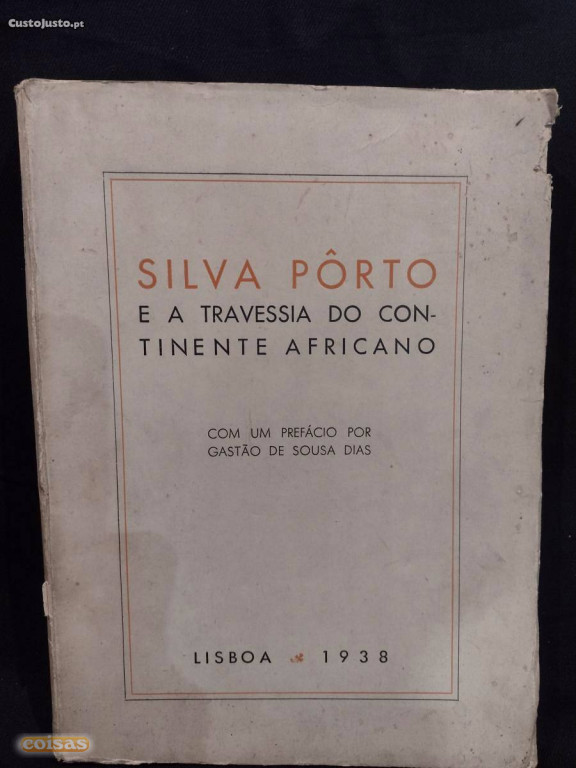 CustoJusto.pt
SILVA PÔRTO
E A TRAVESSIA DO CON-
TINENTE AFRICANO
COM UM PREFÁCIO POR
GASTÃO DE SOUSA DIAS
LISBOA 1938
coisas